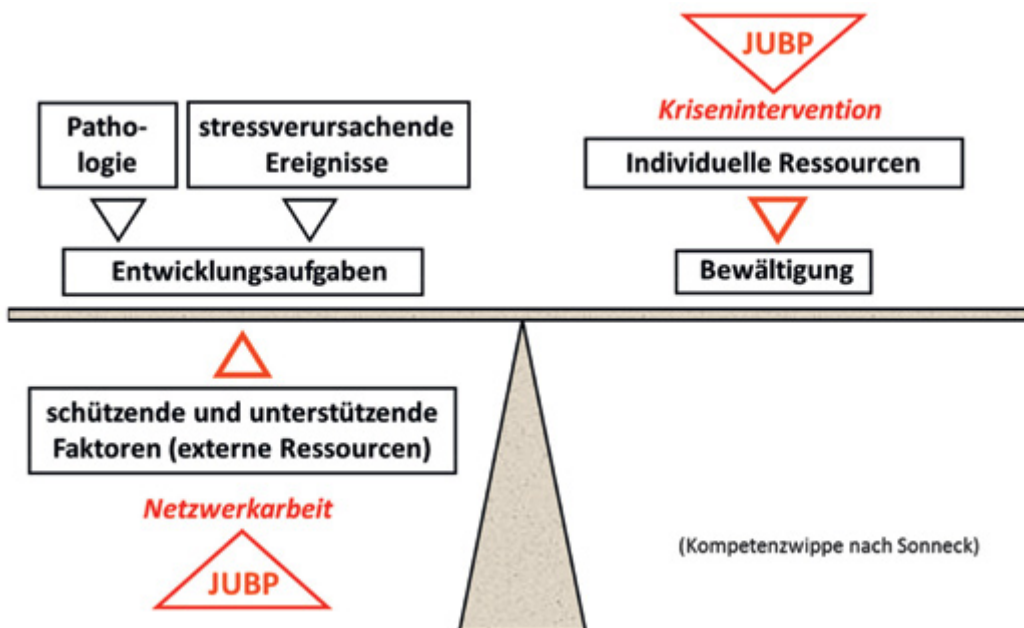 JUBP
Krisenintervention
Patho-
logie
stressverursachende
Ereignisse
Individuelle Ressourcen
Entwicklungsaufgaben
Bewältigung
schützende und unterstützende
Faktoren (externe Ressourcen)
Netzwerkarbeit
JUBP
(Kompetenzwippe nach Sonneck)